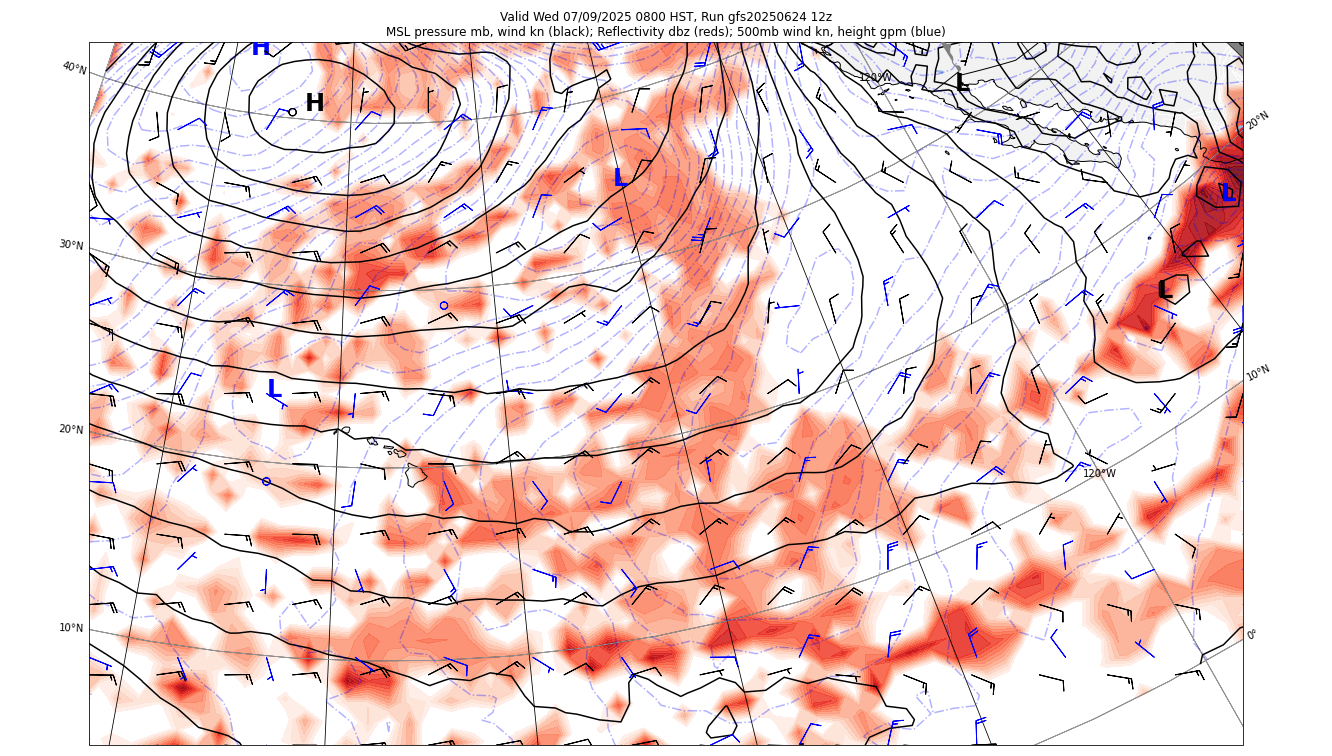 Valid Wed 07/09/2025 0800 HST, Run gfs20250624 12z
MSL pressure mb, wind kn (black); Reflectivity dbz (reds); 500mb wind kn, height gpm (blue)
H
40°N
120°W
L
H
20°N
L
L
30°N
L
10°N
L
20°N
120°W
10°N
0°